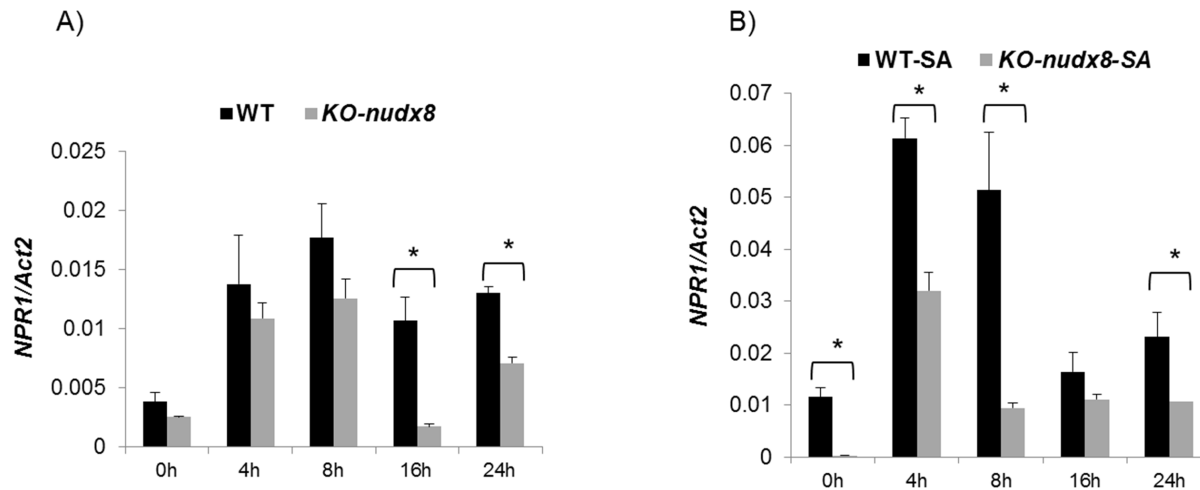 A)
WT KO-nudx8
NPR1/Act2
0.025
0.02
0.015
0.01
0.005
0
* *
0h 4h 8h 16h 24h
B)
WT-SA KO-nudx8-SA
NPR1/Act2
0.07
0.06
0.05
0.04
0.03
0.02
0.01
0
* * * *
0h 4h 8h 16h 24h